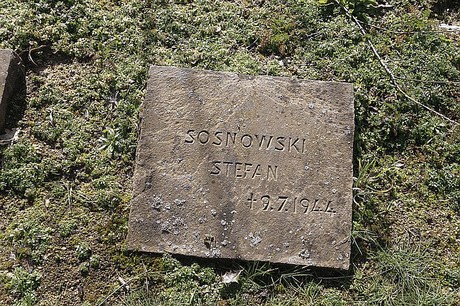 SOSNOWSKI
STEFAN
✝ 9.7.1944